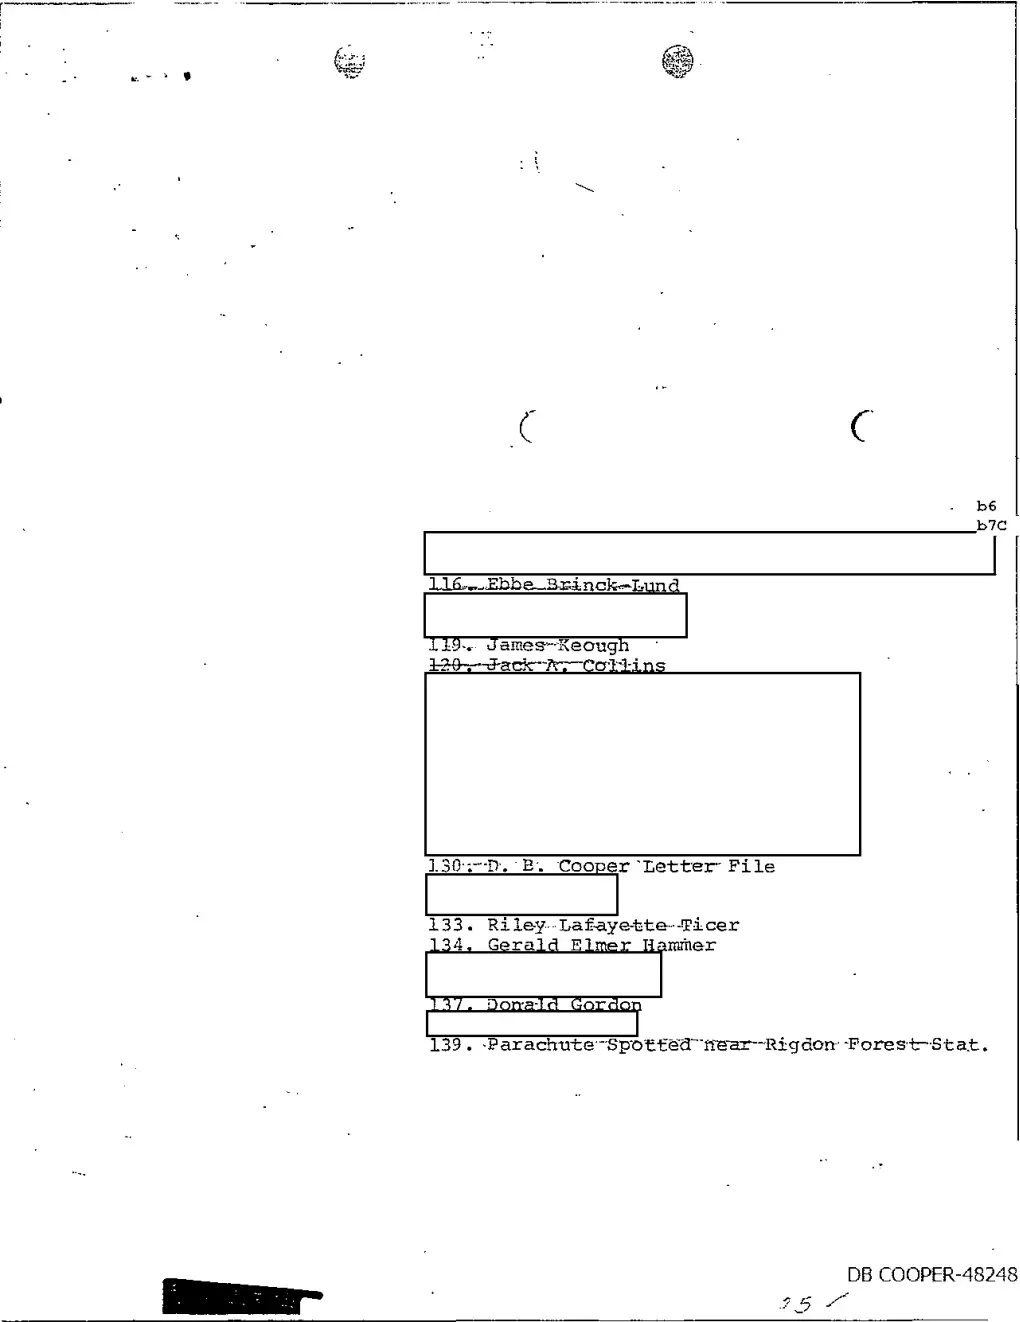 b6
b7C
116. Ebbe Brinck-Lund
119. James Keough
120. Jack A. Collins
130. D. B. Cooper Letter File
133. Riley Lafayette Ticer
134. Gerald Elmer Hammer
137. Donald Gordon
139. Parachute Spotted near Rigdon Forest Stat.
DB COOPER-48248